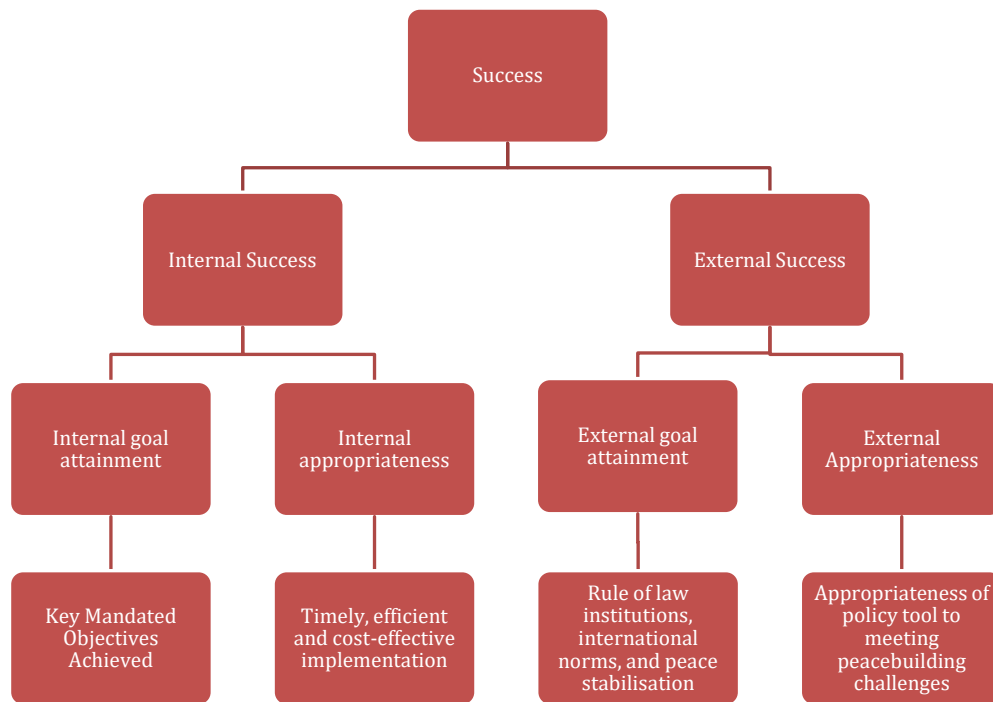 Success
Internal Success
External Success
Internal goal
attainment
Internal
appropriateness
External goal
attainment
External
Appropriateness
Key Mandated
Objectives
Achieved
Timely, efficient
and cost-effective
implementation
Rule of law
institutions,
international
norms, and peace
stabilisation
Appropriateness of
policy tool to
meeting
peacebuilding
challenges